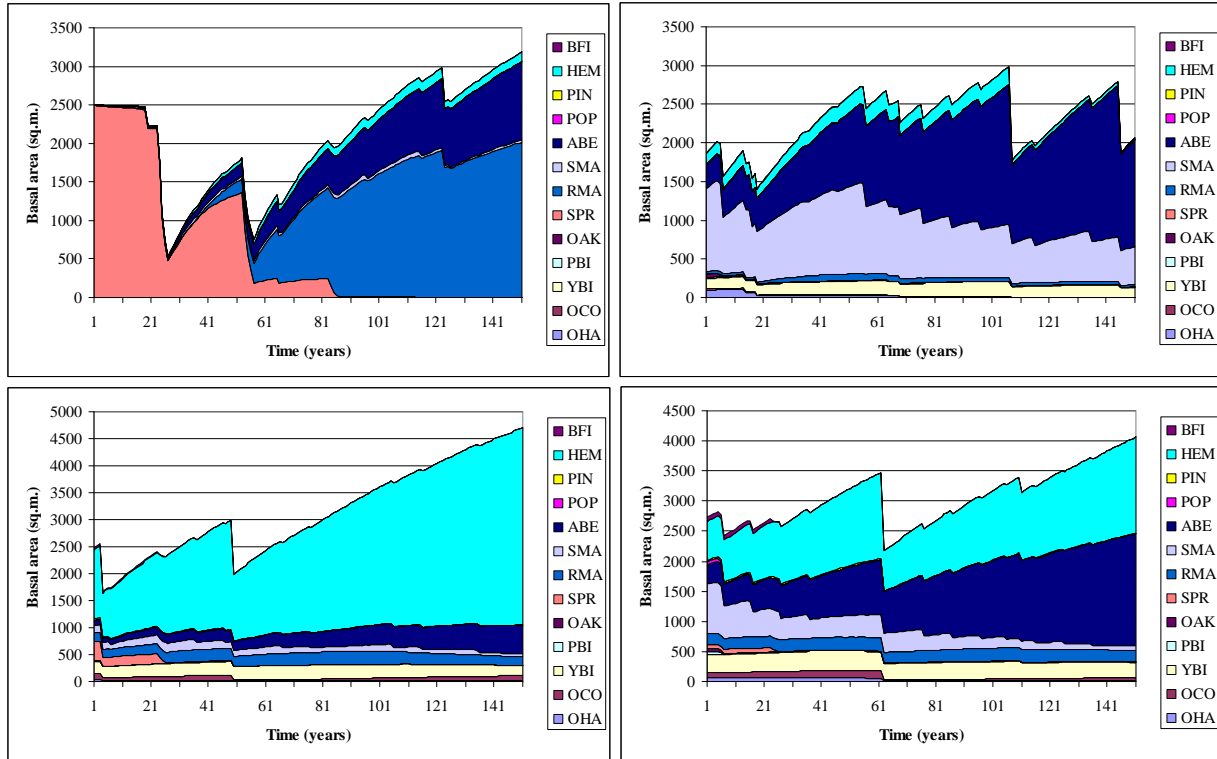 3500
3000
2500
2000
1500
1000
500
0
Basal area (sq.m.)
1 21 41 61 81 101 121 141
Time (years)
BFI
HEM
PIN
POP
ABE
SMA
RMA
SPR
OAK
PBI
YBI
OCO
OHA
3500
3000
2500
2000
1500
1000
500
0
Basal area (sq.m.)
1 21 41 61 81 101 121 141
Time (years)
BFI
HEM
PIN
POP
ABE
SMA
RMA
SPR
OAK
PBI
YBI
OCO
OHA
5000
4500
4000
3500
3000
2500
2000
1500
1000
500
0
Basal area (sq.m.)
1 21 41 61 81 101 121 141
Time (years)
BFI
HEM
PIN
POP
ABE
SMA
RMA
SPR
OAK
PBI
YBI
OCO
OHA
4500
4000
3500
3000
2500
2000
1500
1000
500
0
Basal area (sq.m.)
1 21 41 61 81 101 121 141
Time (years)
BFI
HEM
PIN
POP
ABE
SMA
RMA
SPR
OAK
PBI
YBI
OCO
OHA